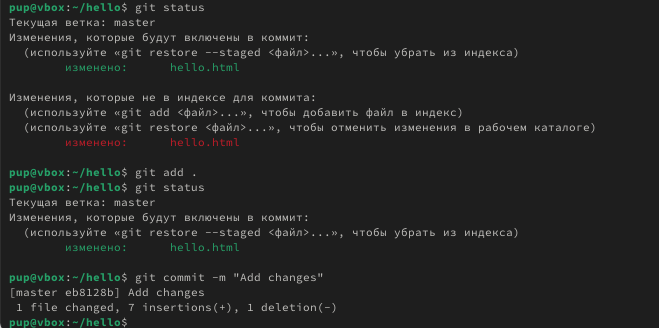 pup@vbox:~/hello$ git status
Текущая ветка: master
Изменения, которые будут включены в коммит:
  (используйте «git restore --staged <файл>...», чтобы убрать из индекса)
        изменено:      hello.html

Изменения, которые не в индексе для коммита:
  (используйте «git add <файл>...», чтобы добавить файл в индекс)
  (используйте «git restore <файл>...», чтобы отменить изменения в рабочем каталоге)
        изменено:      hello.html

pup@vbox:~/hello$ git add .
pup@vbox:~/hello$ git status
Текущая ветка: master
Изменения, которые будут включены в коммит:
  (используйте «git restore --staged <файл>...», чтобы убрать из индекса)
        изменено:      hello.html

pup@vbox:~/hello$ git commit -m "Add changes"
[master eb8128b] Add changes
 1 file changed, 7 insertions(+), 1 deletion(-)
pup@vbox:~/hello$